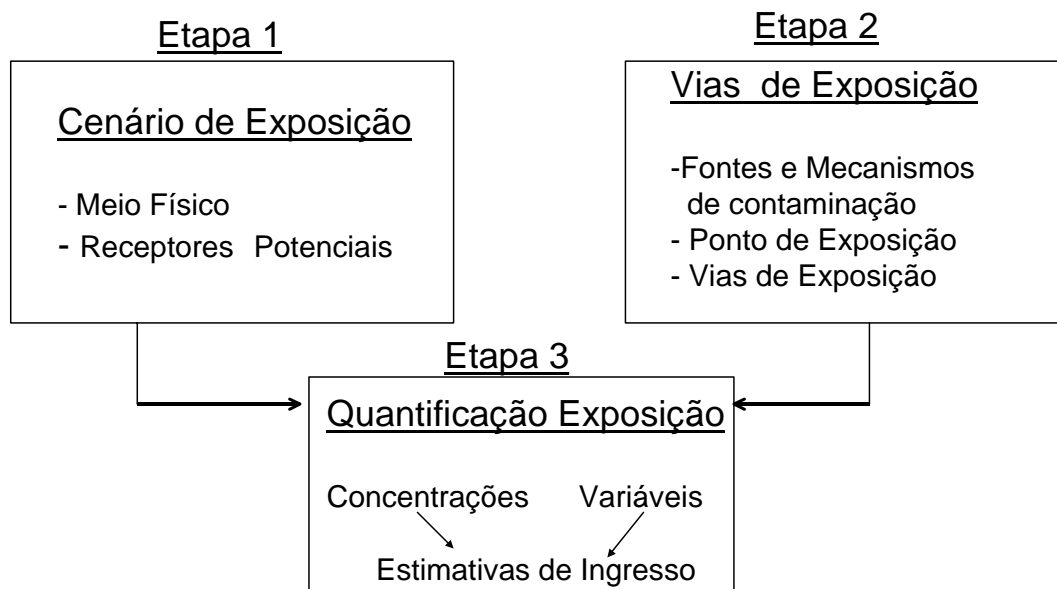 Etapa 1
Cenário de Exposição
- Meio Físico
- Receptores Potenciais
Etapa 2
Vias de Exposição
-Fontes e Mecanismos
de contaminação
- Ponto de Exposição
- Vias de Exposição
Etapa 3
Quantificação Exposição
Concentrações Variáveis
Estimativas de Ingresso